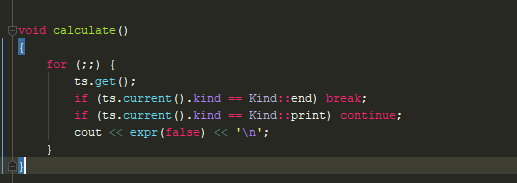 void calculate()
{
    for (;;) {
        ts.get();
        if (ts.current().kind == Kind::end) break;
        if (ts.current().kind == Kind::print) continue;
        cout << expr(false) << '\n';
    }
}